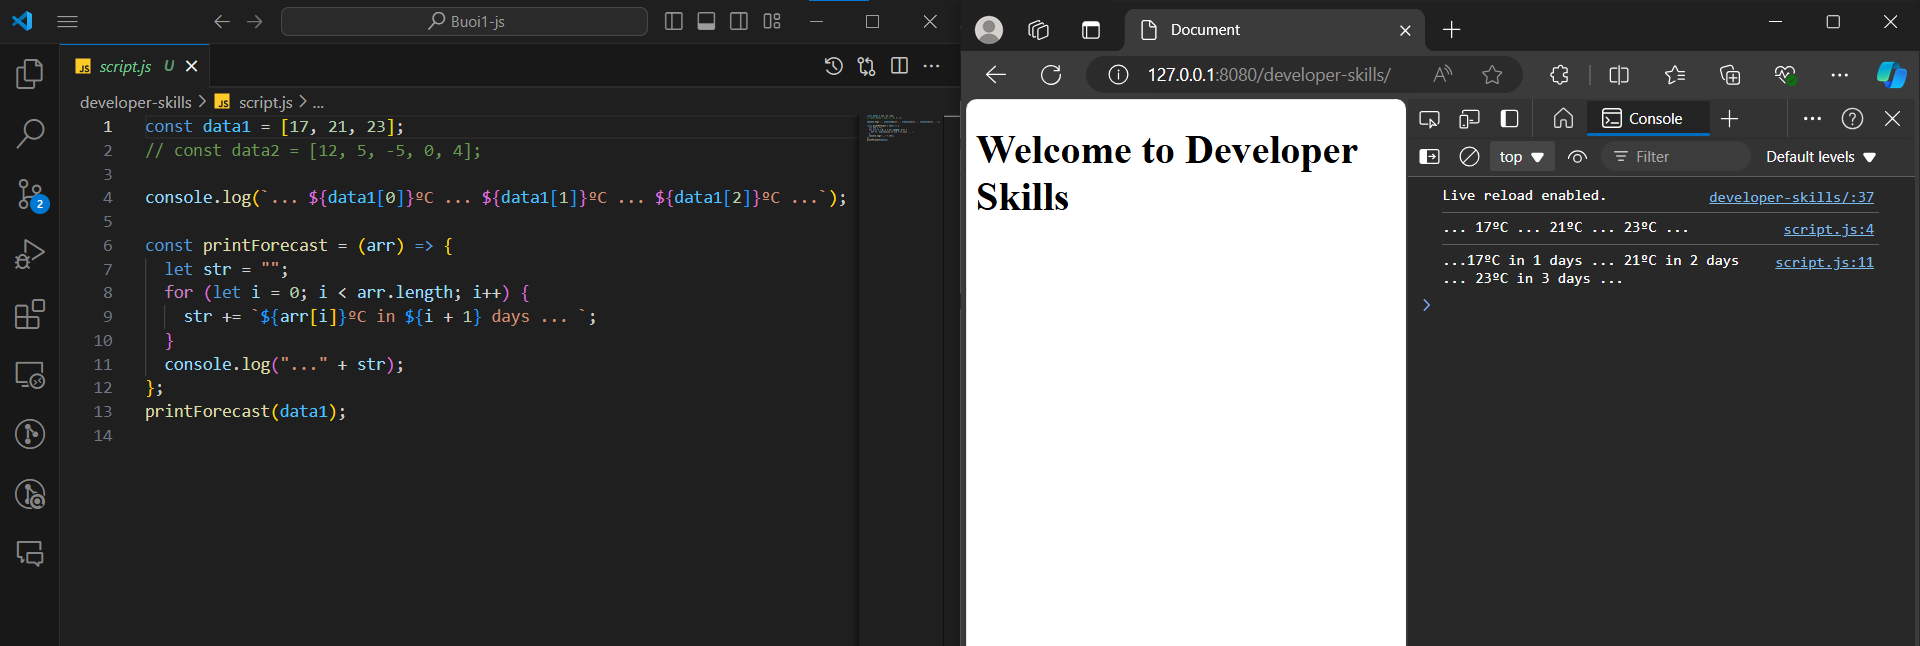 Buoi1-js
script.js U
developer-skills > script.js > ...
1 const data1 = [17, 21, 23];
2 // const data2 = [12, 5, -5, 0, 4];
3
4 console.log(`... ${data1[0]}ºC ... ${data1[1]}ºC ... ${data1[2]}ºC ...`);
5
6 const printForecast = (arr) => {
7 let str = "";
8 for (let i = 0; i < arr.length; i++) {
9 str += `${arr[i]}ºC in ${i + 1} days ... `;
10 }
11 console.log("..." + str);
12 };
13 printForecast(data1);
14
2
Document
127.0.0.1:8080/developer-skills/
Welcome to Developer
Skills
Console
top Filter Default levels
Live reload enabled. developer-skills/:37
... 17ºC ... 21ºC ... 23ºC ... script.js:4
...17ºC in 1 days ... 21ºC in 2 days script.js:11
... 23ºC in 3 days ...